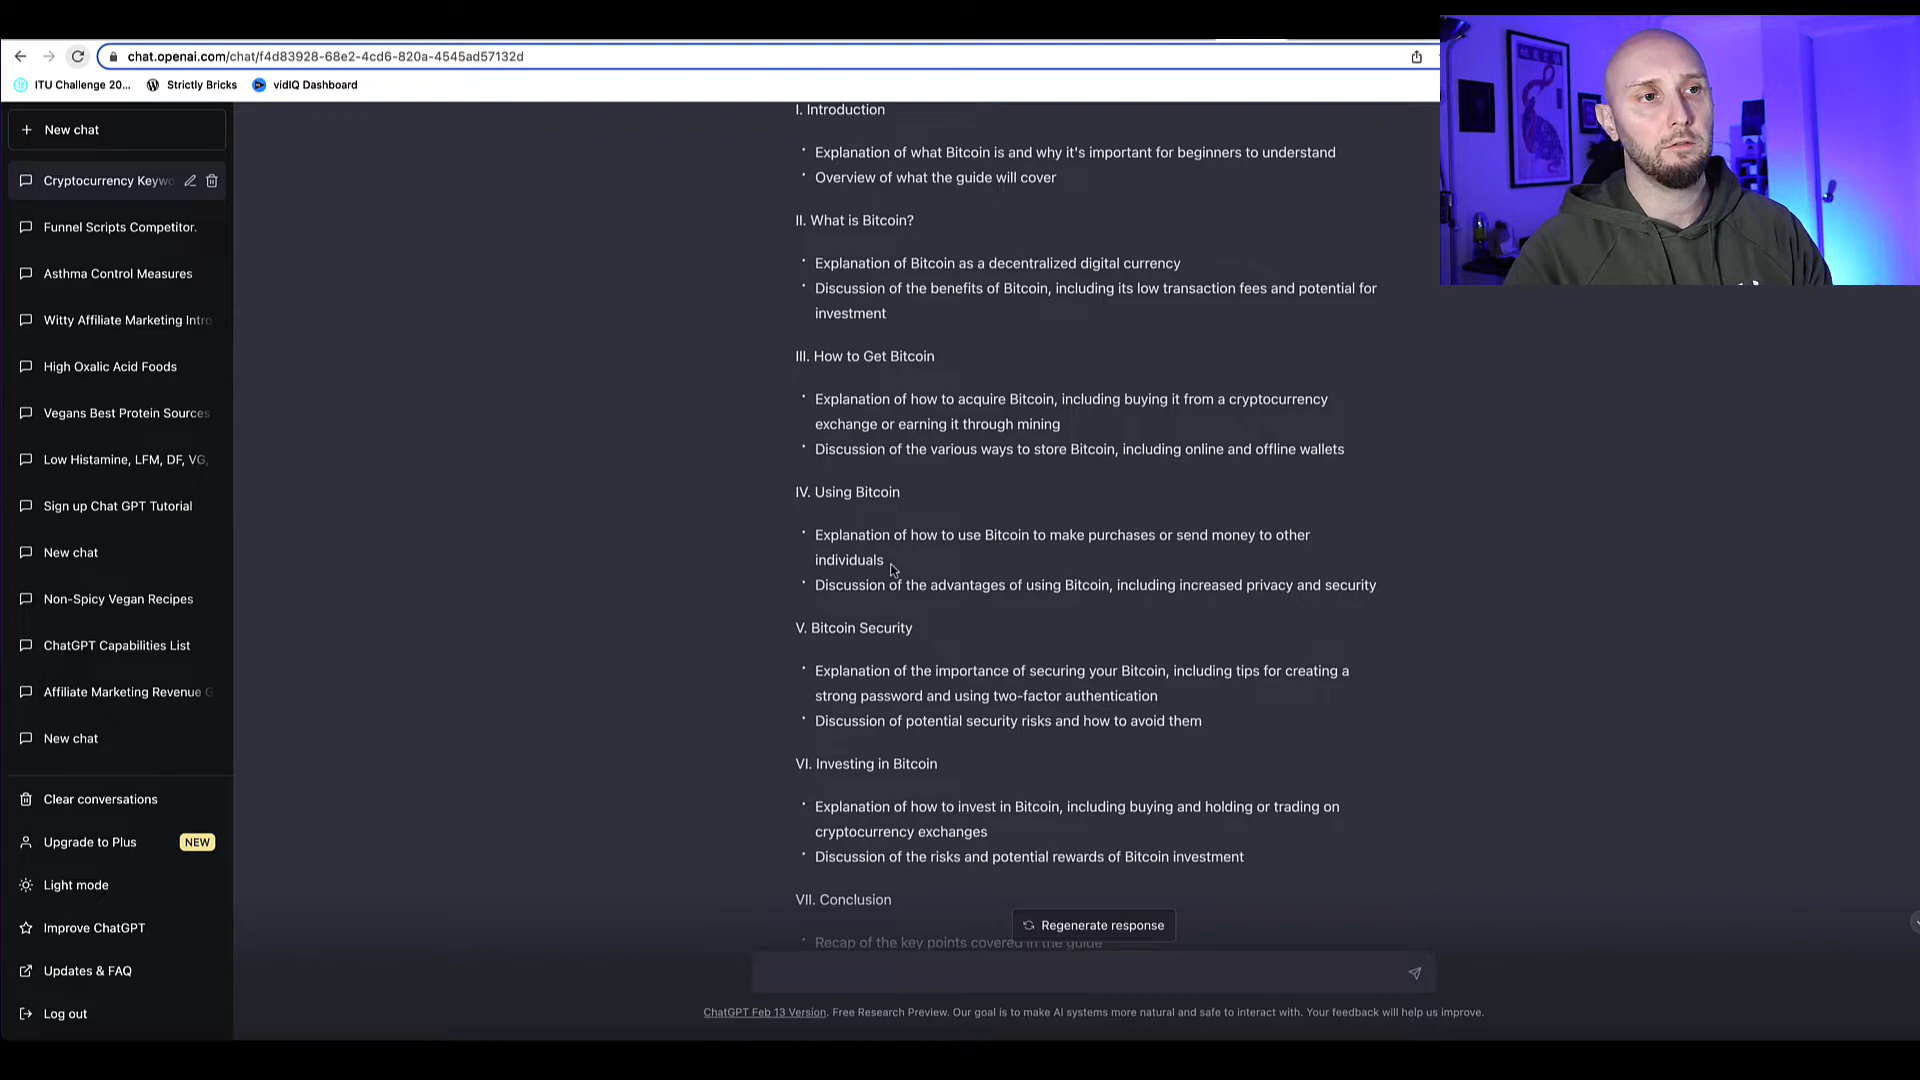 chat.openai.com/chat/f4d83928-68e2-4cd6-820a-4545ad57132d
ITU Challenge 20...
Strictly Bricks
vidIQ Dashboard
New chat
Cryptocurrency Keywo
Funnel Scripts Competitor.
Asthma Control Measures
Witty Affiliate Marketing Intro
High Oxalic Acid Foods
Vegans Best Protein Sources
Low Histamine, LFM, DF, VG,
Sign up Chat GPT Tutorial
New chat
Non-Spicy Vegan Recipes
ChatGPT Capabilities List
Affiliate Marketing Revenue G
New chat
Clear conversations
Upgrade to Plus NEW
Light mode
Improve ChatGPT
Updates & FAQ
Log out
I. Introduction
• Explanation of what Bitcoin is and why it's important for beginners to understand
• Overview of what the guide will cover
II. What is Bitcoin?
• Explanation of Bitcoin as a decentralized digital currency
• Discussion of the benefits of Bitcoin, including its low transaction fees and potential for
investment
III. How to Get Bitcoin
• Explanation of how to acquire Bitcoin, including buying it from a cryptocurrency
exchange or earning it through mining
• Discussion of the various ways to store Bitcoin, including online and offline wallets
IV. Using Bitcoin
• Explanation of how to use Bitcoin to make purchases or send money to other
individuals
• Discussion of the advantages of using Bitcoin, including increased privacy and security
V. Bitcoin Security
• Explanation of the importance of securing your Bitcoin, including tips for creating a
strong password and using two-factor authentication
• Discussion of potential security risks and how to avoid them
VI. Investing in Bitcoin
• Explanation of how to invest in Bitcoin, including buying and holding or trading on
cryptocurrency exchanges
• Discussion of the risks and potential rewards of Bitcoin investment
VII. Conclusion
• Recap of the key points covered in the guide
Regenerate response
ChatGPT Feb 13 Version. Free Research Preview. Our goal is to make AI systems more natural and safe to interact with. Your feedback will help us improve.